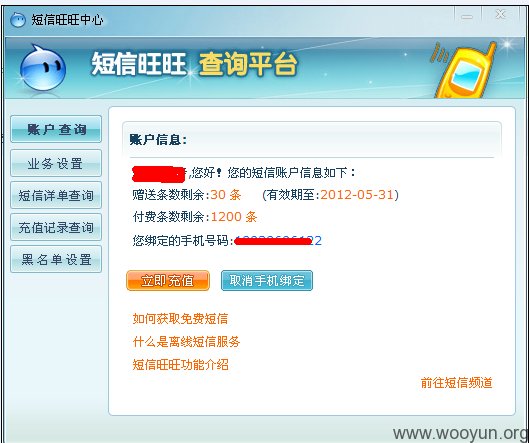 短信旺旺中心
短信旺旺 查询平台
账户查询
业务设置
短信详单查询
充值记录查询
黑名单设置
账户信息:
,您好! 您的短信账户信息如下:
赠送条数剩余:30 条 (有效期至:2012-05-31)
付费条数剩余:1200 条
您绑定的手机号码:
立即充值 取消手机绑定
如何获取免费短信
什么是离线短信服务
短信旺旺功能介绍
前往短信频道
www.wooyun.org